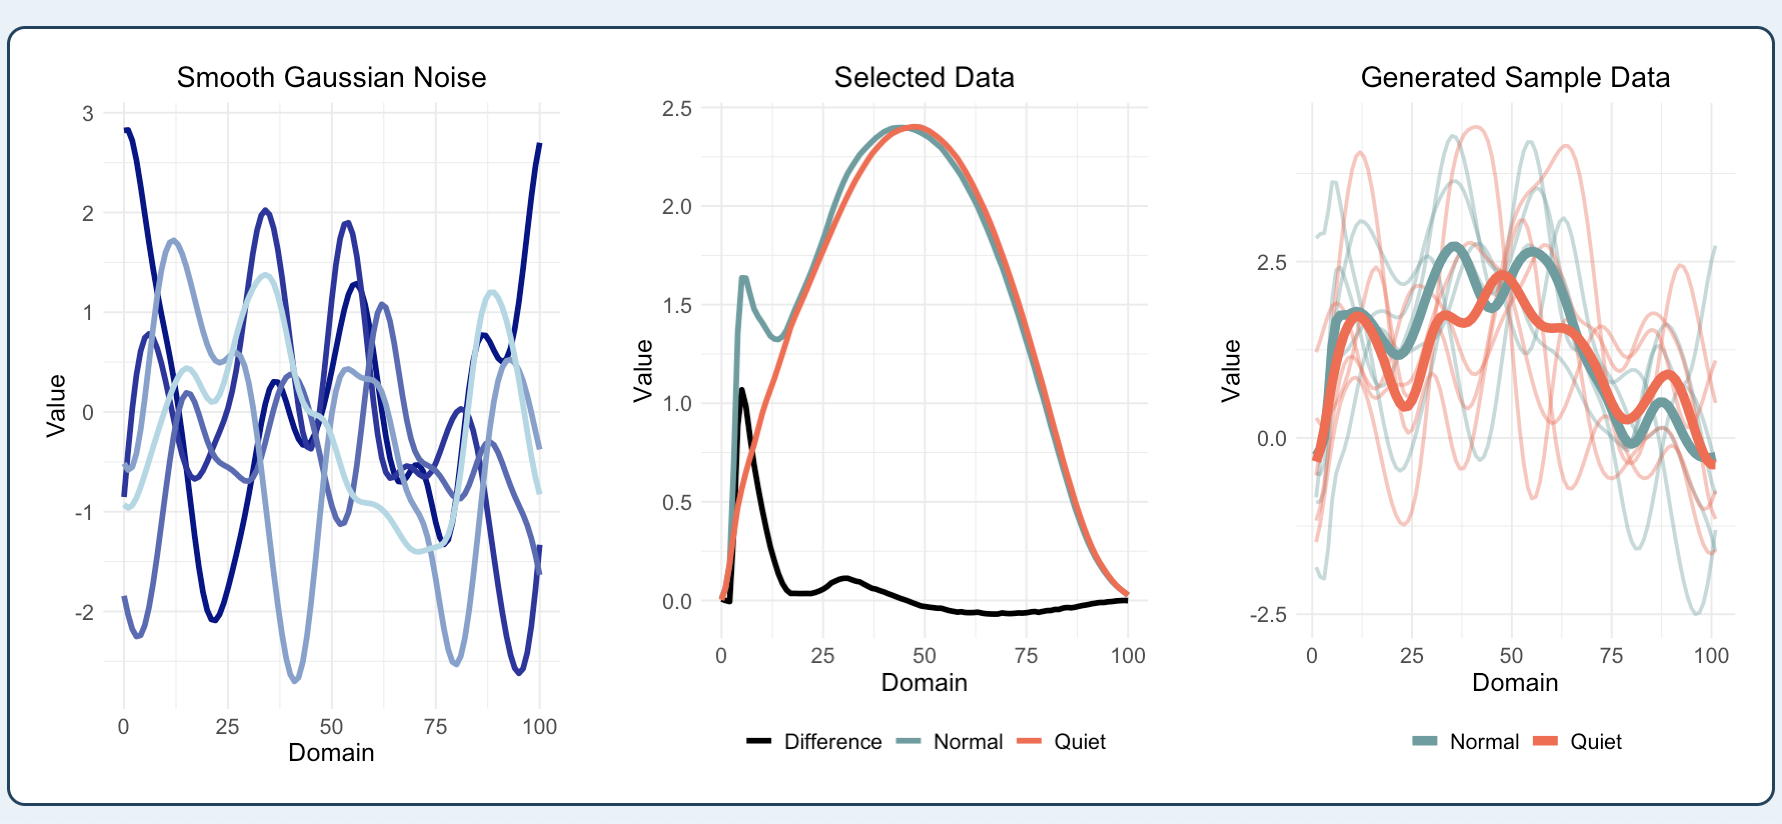 Smooth Gaussian Noise
3
2
1
0
-1
-2
Value
0 25 50 75 100
Domain
Selected Data
2.5
2.0
1.5
1.0
0.5
0.0
Value
0 25 50 75 100
Domain
Difference Normal Quiet
Generated Sample Data
2.5
0.0
-2.5
Value
0 25 50 75 100
Domain
Normal Quiet